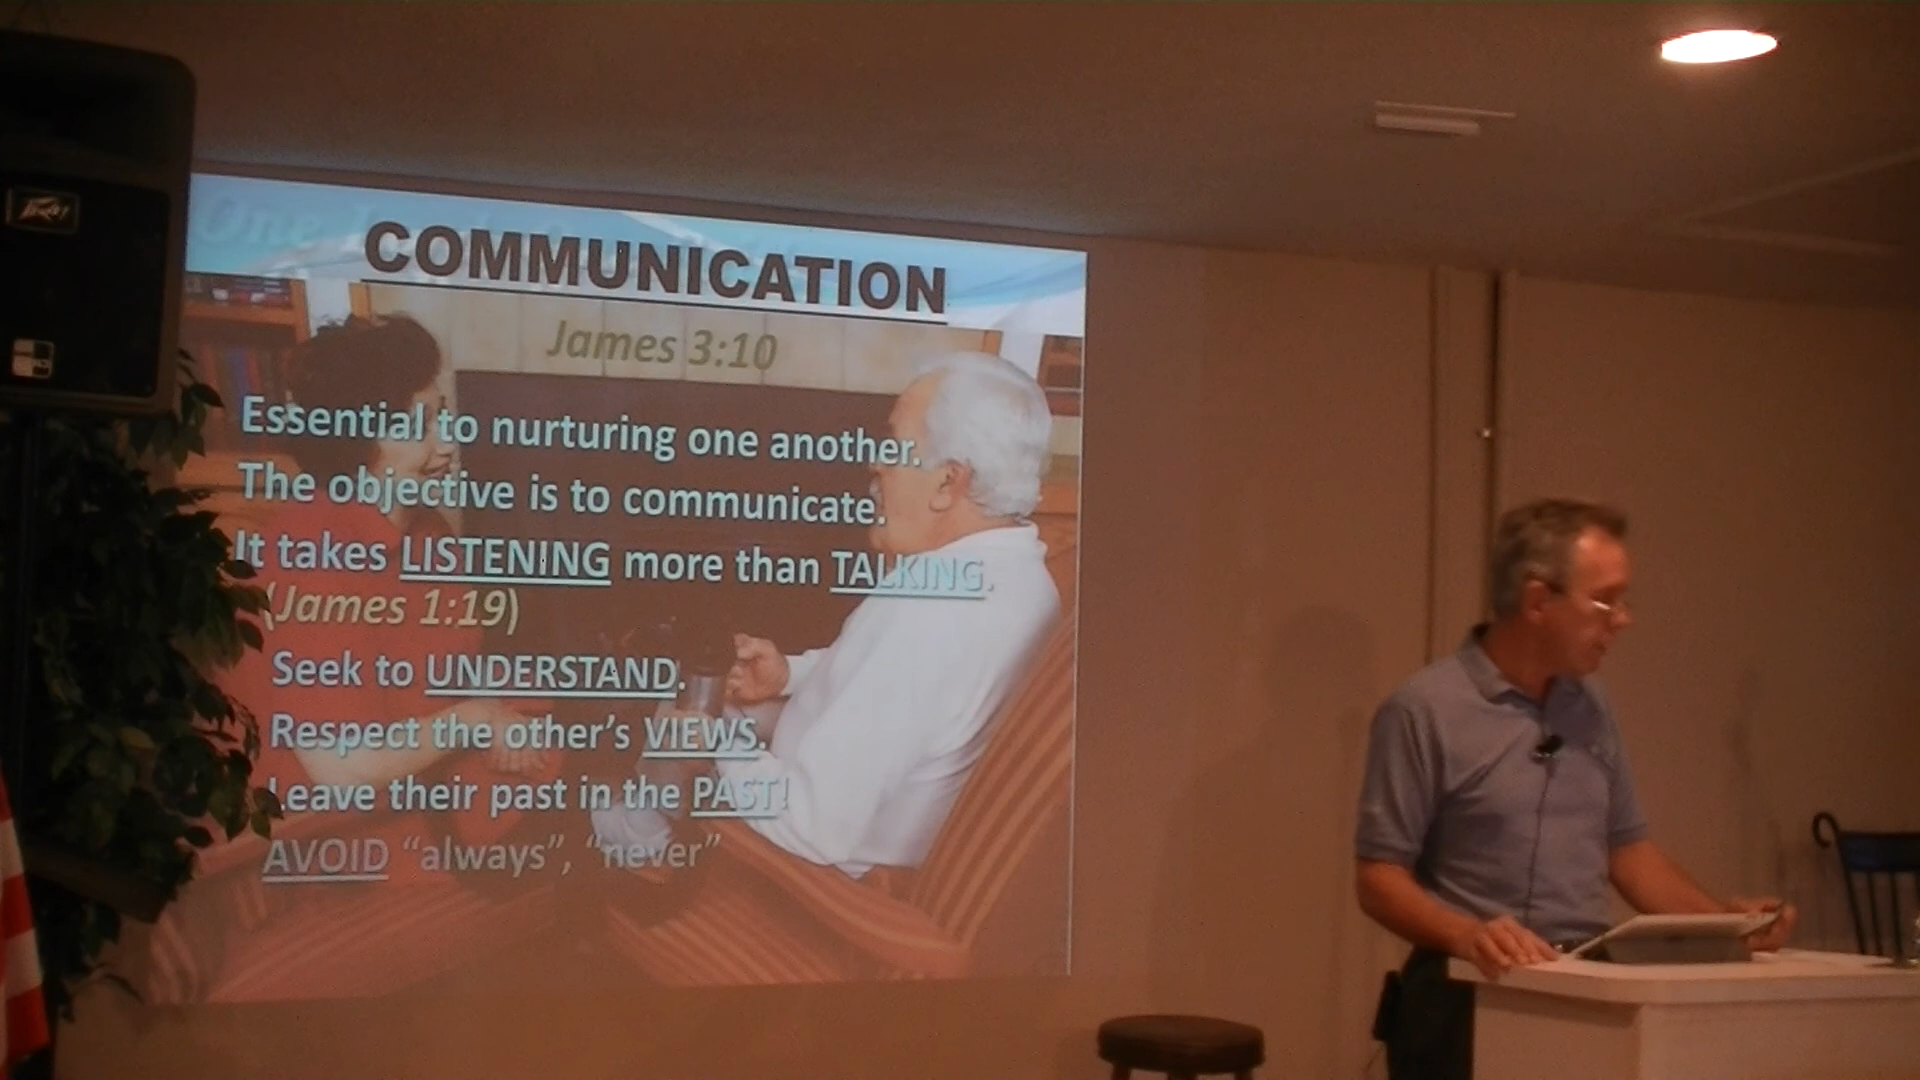 PEAVEY
One
COMMUNICATION
James 3:10
Essential to nurturing one another.
The objective is to communicate.
It takes LISTENING more than TALKING.
(James 1:19)
Seek to UNDERSTAND.
Respect the other's VIEWS.
Leave their past in the PAST!
AVOID “always”, “never”